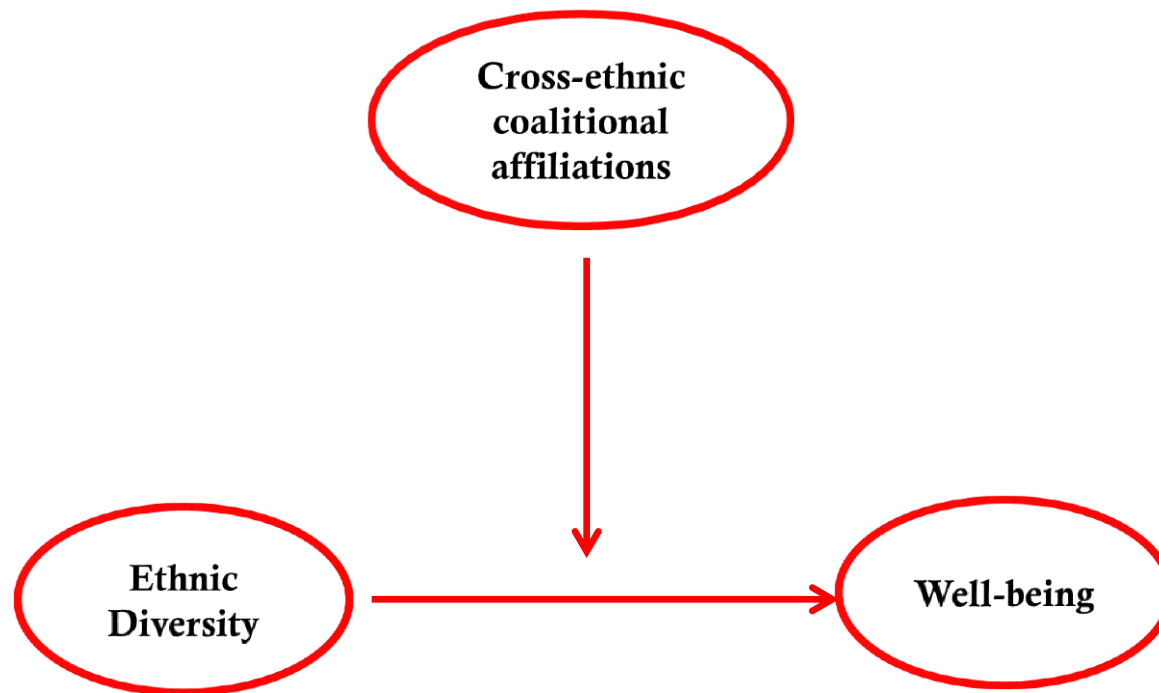 Cross-ethnic
coalitional
affiliations
Ethnic
Diversity
Well-being